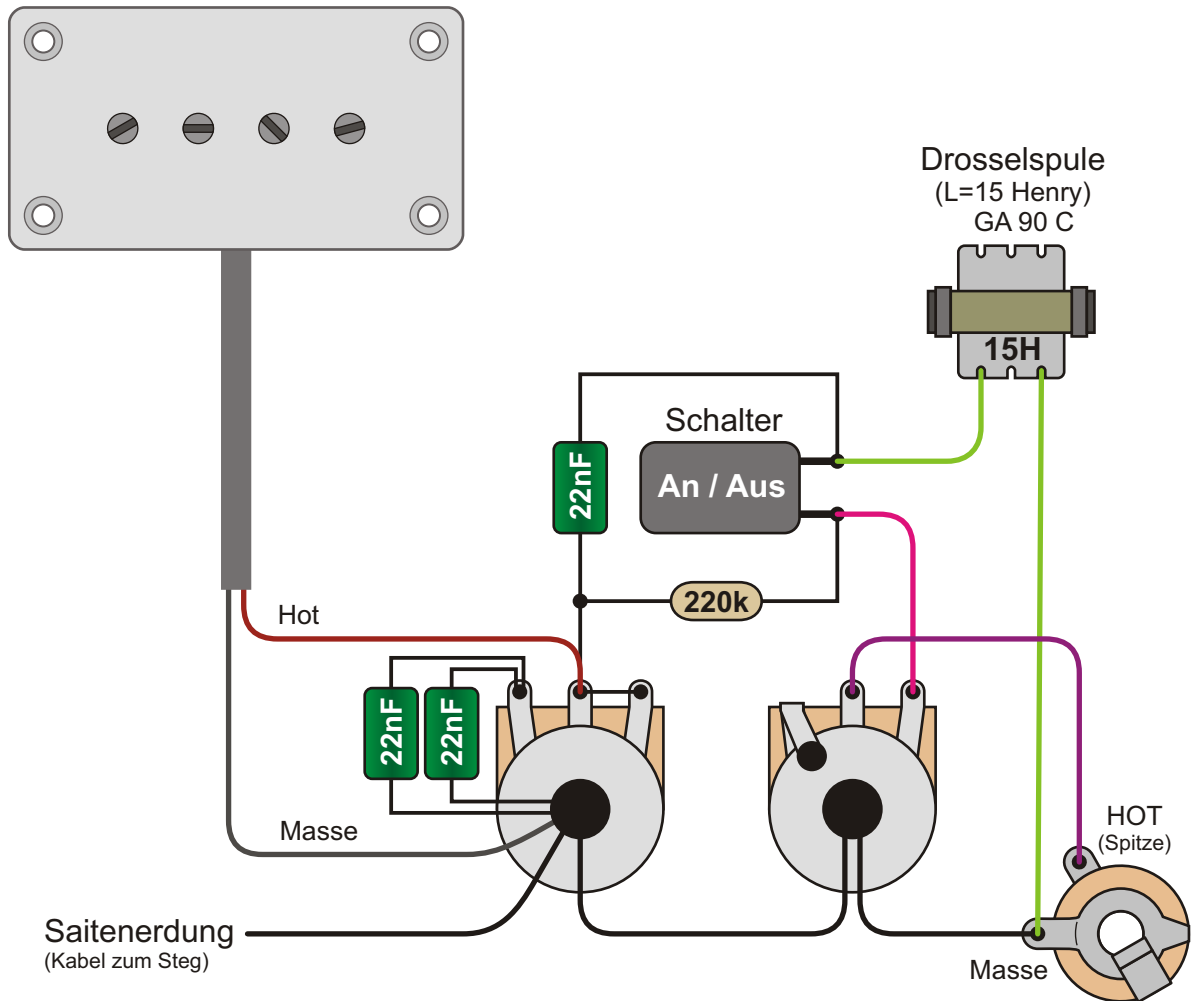 Drosselspule
(L=15 Henry)
GA 90 C
15H
Schalter
An / Aus
22nF
220k
Hot
22nF
22nF
Masse
HOT
(Spitze)
Saitenerdung
(Kabel zum Steg)
Masse